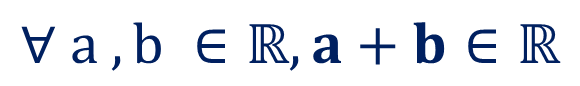 ∀ a ,b ∈ ℝ, a + b ∈ ℝ